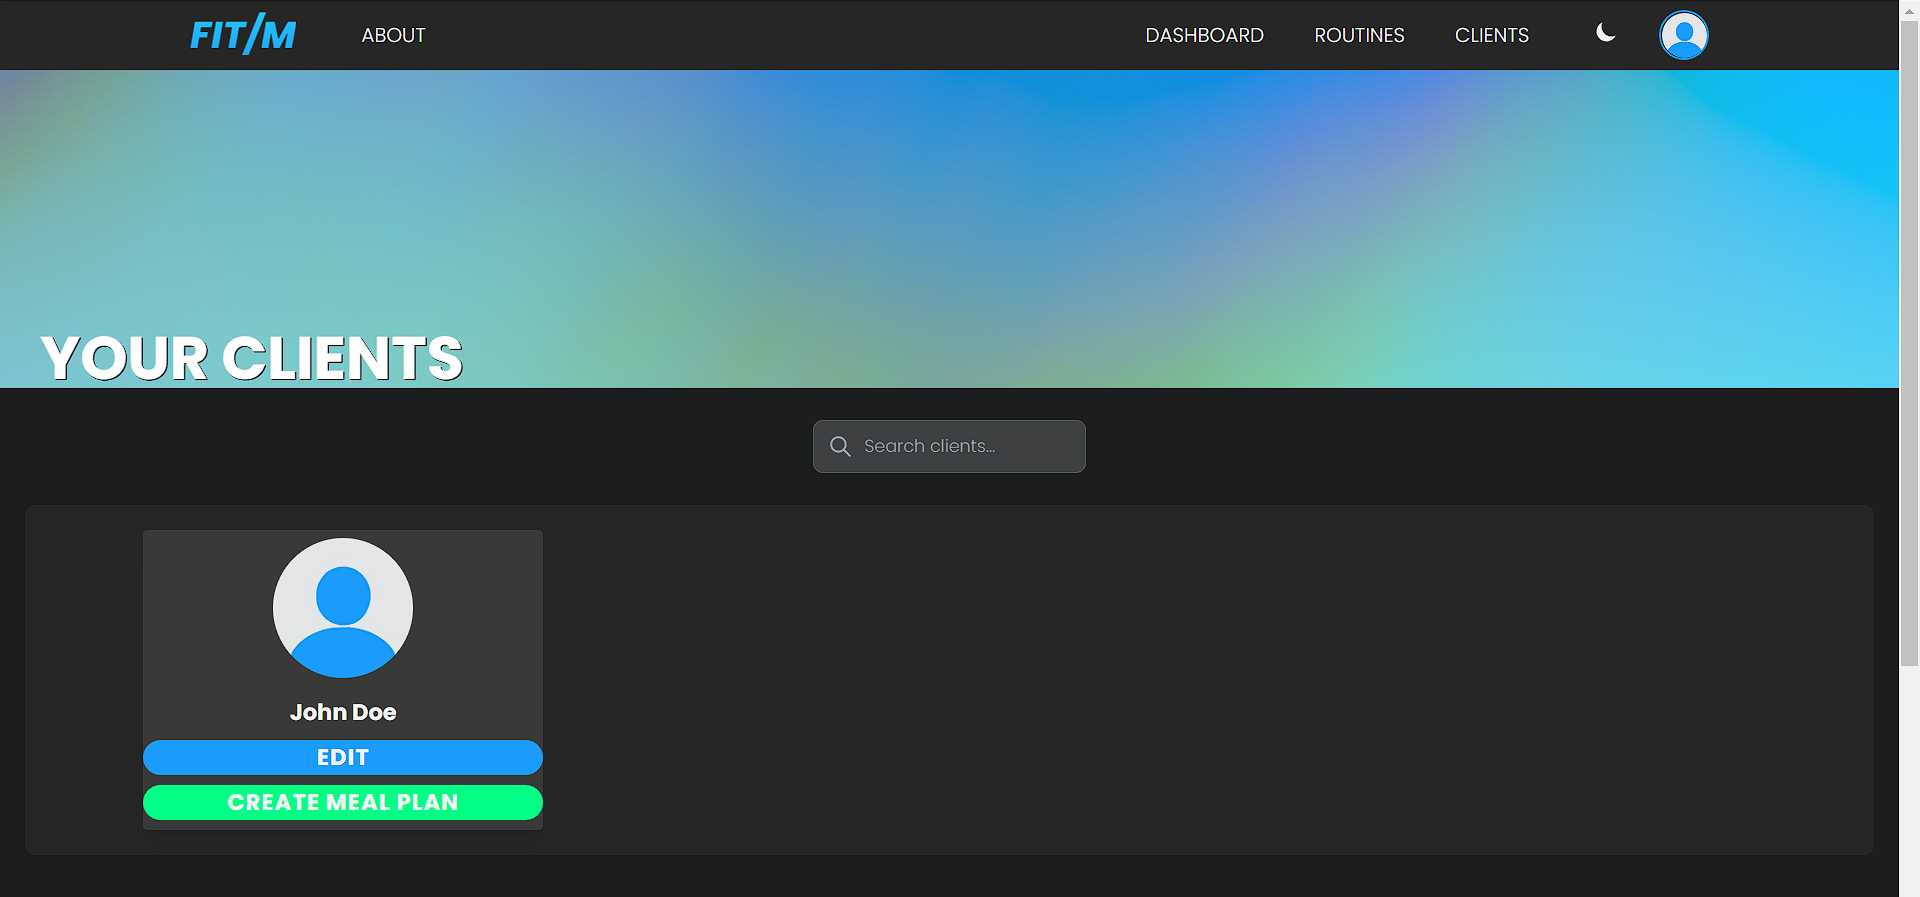 FIT/M
ABOUT
DASHBOARD
ROUTINES
CLIENTS
YOUR CLIENTS
Search clients...
John Doe
EDIT
CREATE MEAL PLAN